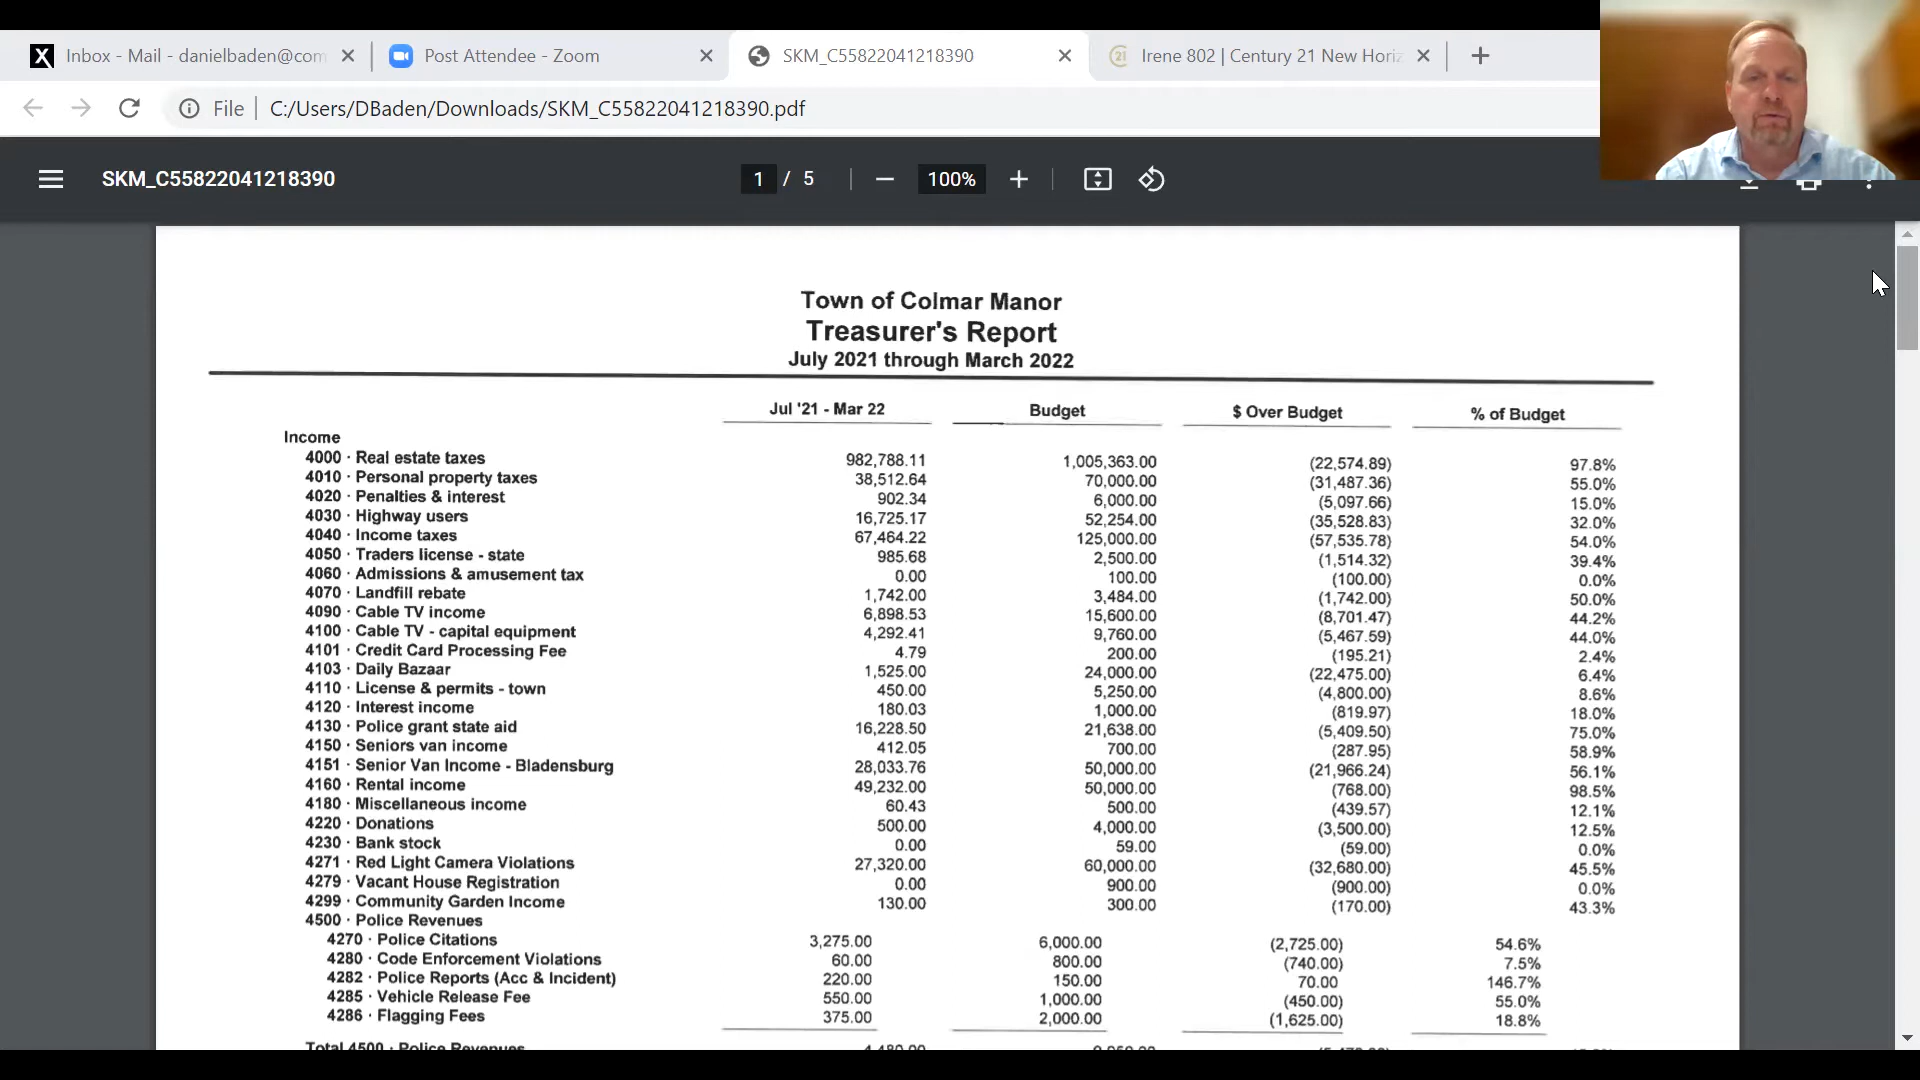 Inbox - Mail - danielbaden@com
Post Attendee - Zoom
SKM_C55822041218390
Irene 802 | Century 21 New Horiz
File C:/Users/DBaden/Downloads/SKM_C55822041218390.pdf
SKM_C55822041218390 1 / 5 100%
Town of Colmar Manor
Treasurer's Report
July 2021 through March 2022
Jul '21 - Mar 22 Budget $ Over Budget % of Budget
Income
4000 · Real estate taxes 982,788.11 1,005,363.00 (22,574.89) 97.8%
4010 · Personal property taxes 38,512.64 70,000.00 (31,487.36) 55.0%
4020 · Penalties & interest 902.34 6,000.00 (5,097.66) 15.0%
4030 · Highway users 16,725.17 52,254.00 (35,528.83) 32.0%
4040 · Income taxes 67,464.22 125,000.00 (57,535.78) 54.0%
4050 · Traders license - state 985.68 2,500.00 (1,514.32) 39.4%
4060 · Admissions & amusement tax 0.00 100.00 (100.00) 0.0%
4070 · Landfill rebate 1,742.00 3,484.00 (1,742.00) 50.0%
4090 · Cable TV income 6,898.53 15,600.00 (8,701.47) 44.2%
4100 · Cable TV - capital equipment 4,292.41 9,760.00 (5,467.59) 44.0%
4101 · Credit Card Processing Fee 4.79 200.00 (195.21) 2.4%
4103 · Daily Bazaar 1,525.00 24,000.00 (22,475.00) 6.4%
4110 · License & permits - town 450.00 5,250.00 (4,800.00) 8.6%
4120 · Interest income 180.03 1,000.00 (819.97) 18.0%
4130 · Police grant state aid 16,228.50 21,638.00 (5,409.50) 75.0%
4150 · Seniors van income 412.05 700.00 (287.95) 58.9%
4151 · Senior Van Income - Bladensburg 28,033.76 50,000.00 (21,966.24) 56.1%
4160 · Rental income 49,232.00 50,000.00 (768.00) 98.5%
4180 · Miscellaneous income 60.43 500.00 (439.57) 12.1%
4220 · Donations 500.00 4,000.00 (3,500.00) 12.5%
4230 · Bank stock 0.00 59.00 (59.00) 0.0%
4271 · Red Light Camera Violations 27,320.00 60,000.00 (32,680.00) 45.5%
4279 · Vacant House Registration 0.00 900.00 (900.00) 0.0%
4299 · Community Garden Income 130.00 300.00 (170.00) 43.3%
4500 · Police Revenues
4270 · Police Citations 3,275.00 6,000.00 (2,725.00) 54.6%
4280 · Code Enforcement Violations 60.00 800.00 (740.00) 7.5%
4282 · Police Reports (Acc & Incident) 220.00 150.00 70.00 146.7%
4285 · Vehicle Release Fee 550.00 1,000.00 (450.00) 55.0%
4286 · Flagging Fees 375.00 2,000.00 (1,625.00) 18.8%
Total 4500 · Police Revenues